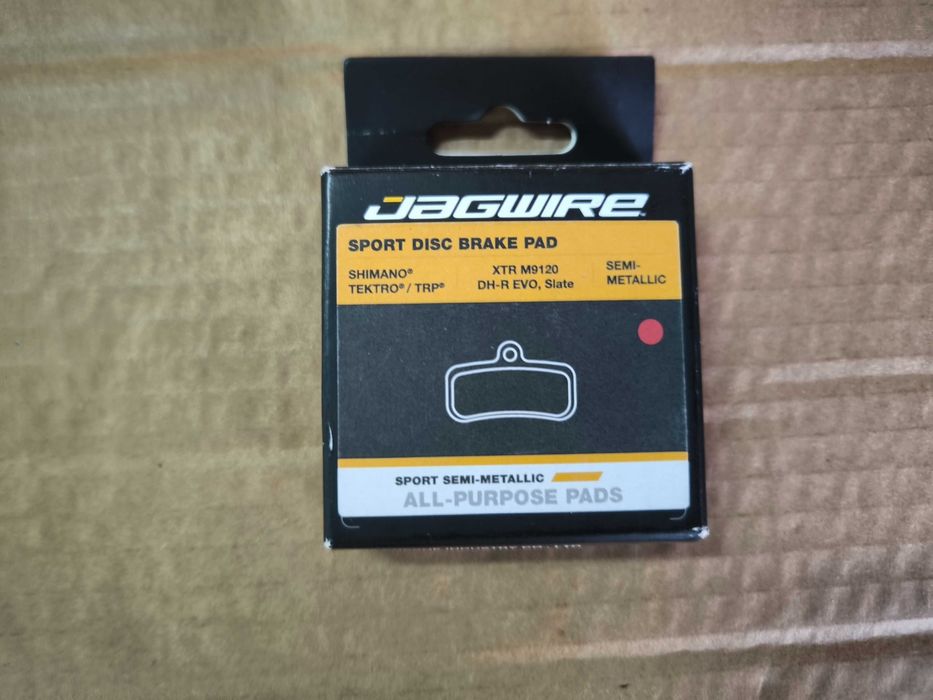 JAGWIRE
SPORT DISC BRAKE PAD
SHIMANO® XTR M9120 SEMI-
TEKTRO® / TRP® DH-R EVO, Slate METALLIC
SPORT SEMI-METALLIC
ALL-PURPOSE PADS